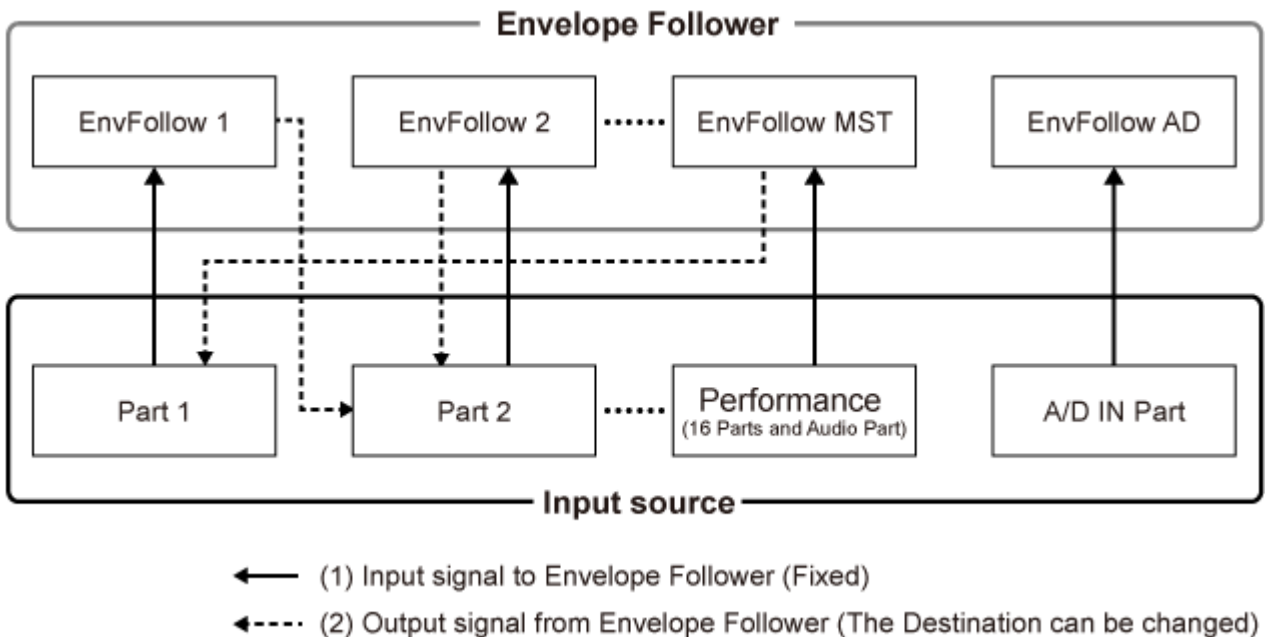 Envelope Follower
EnvFollow 1
EnvFollow 2
EnvFollow MST
EnvFollow AD
Part 1
Part 2
Performance
(16 Parts and Audio Part)
A/D IN Part
Input source
(1) Input signal to Envelope Follower (Fixed)
(2) Output signal from Envelope Follower (The Destination can be changed)